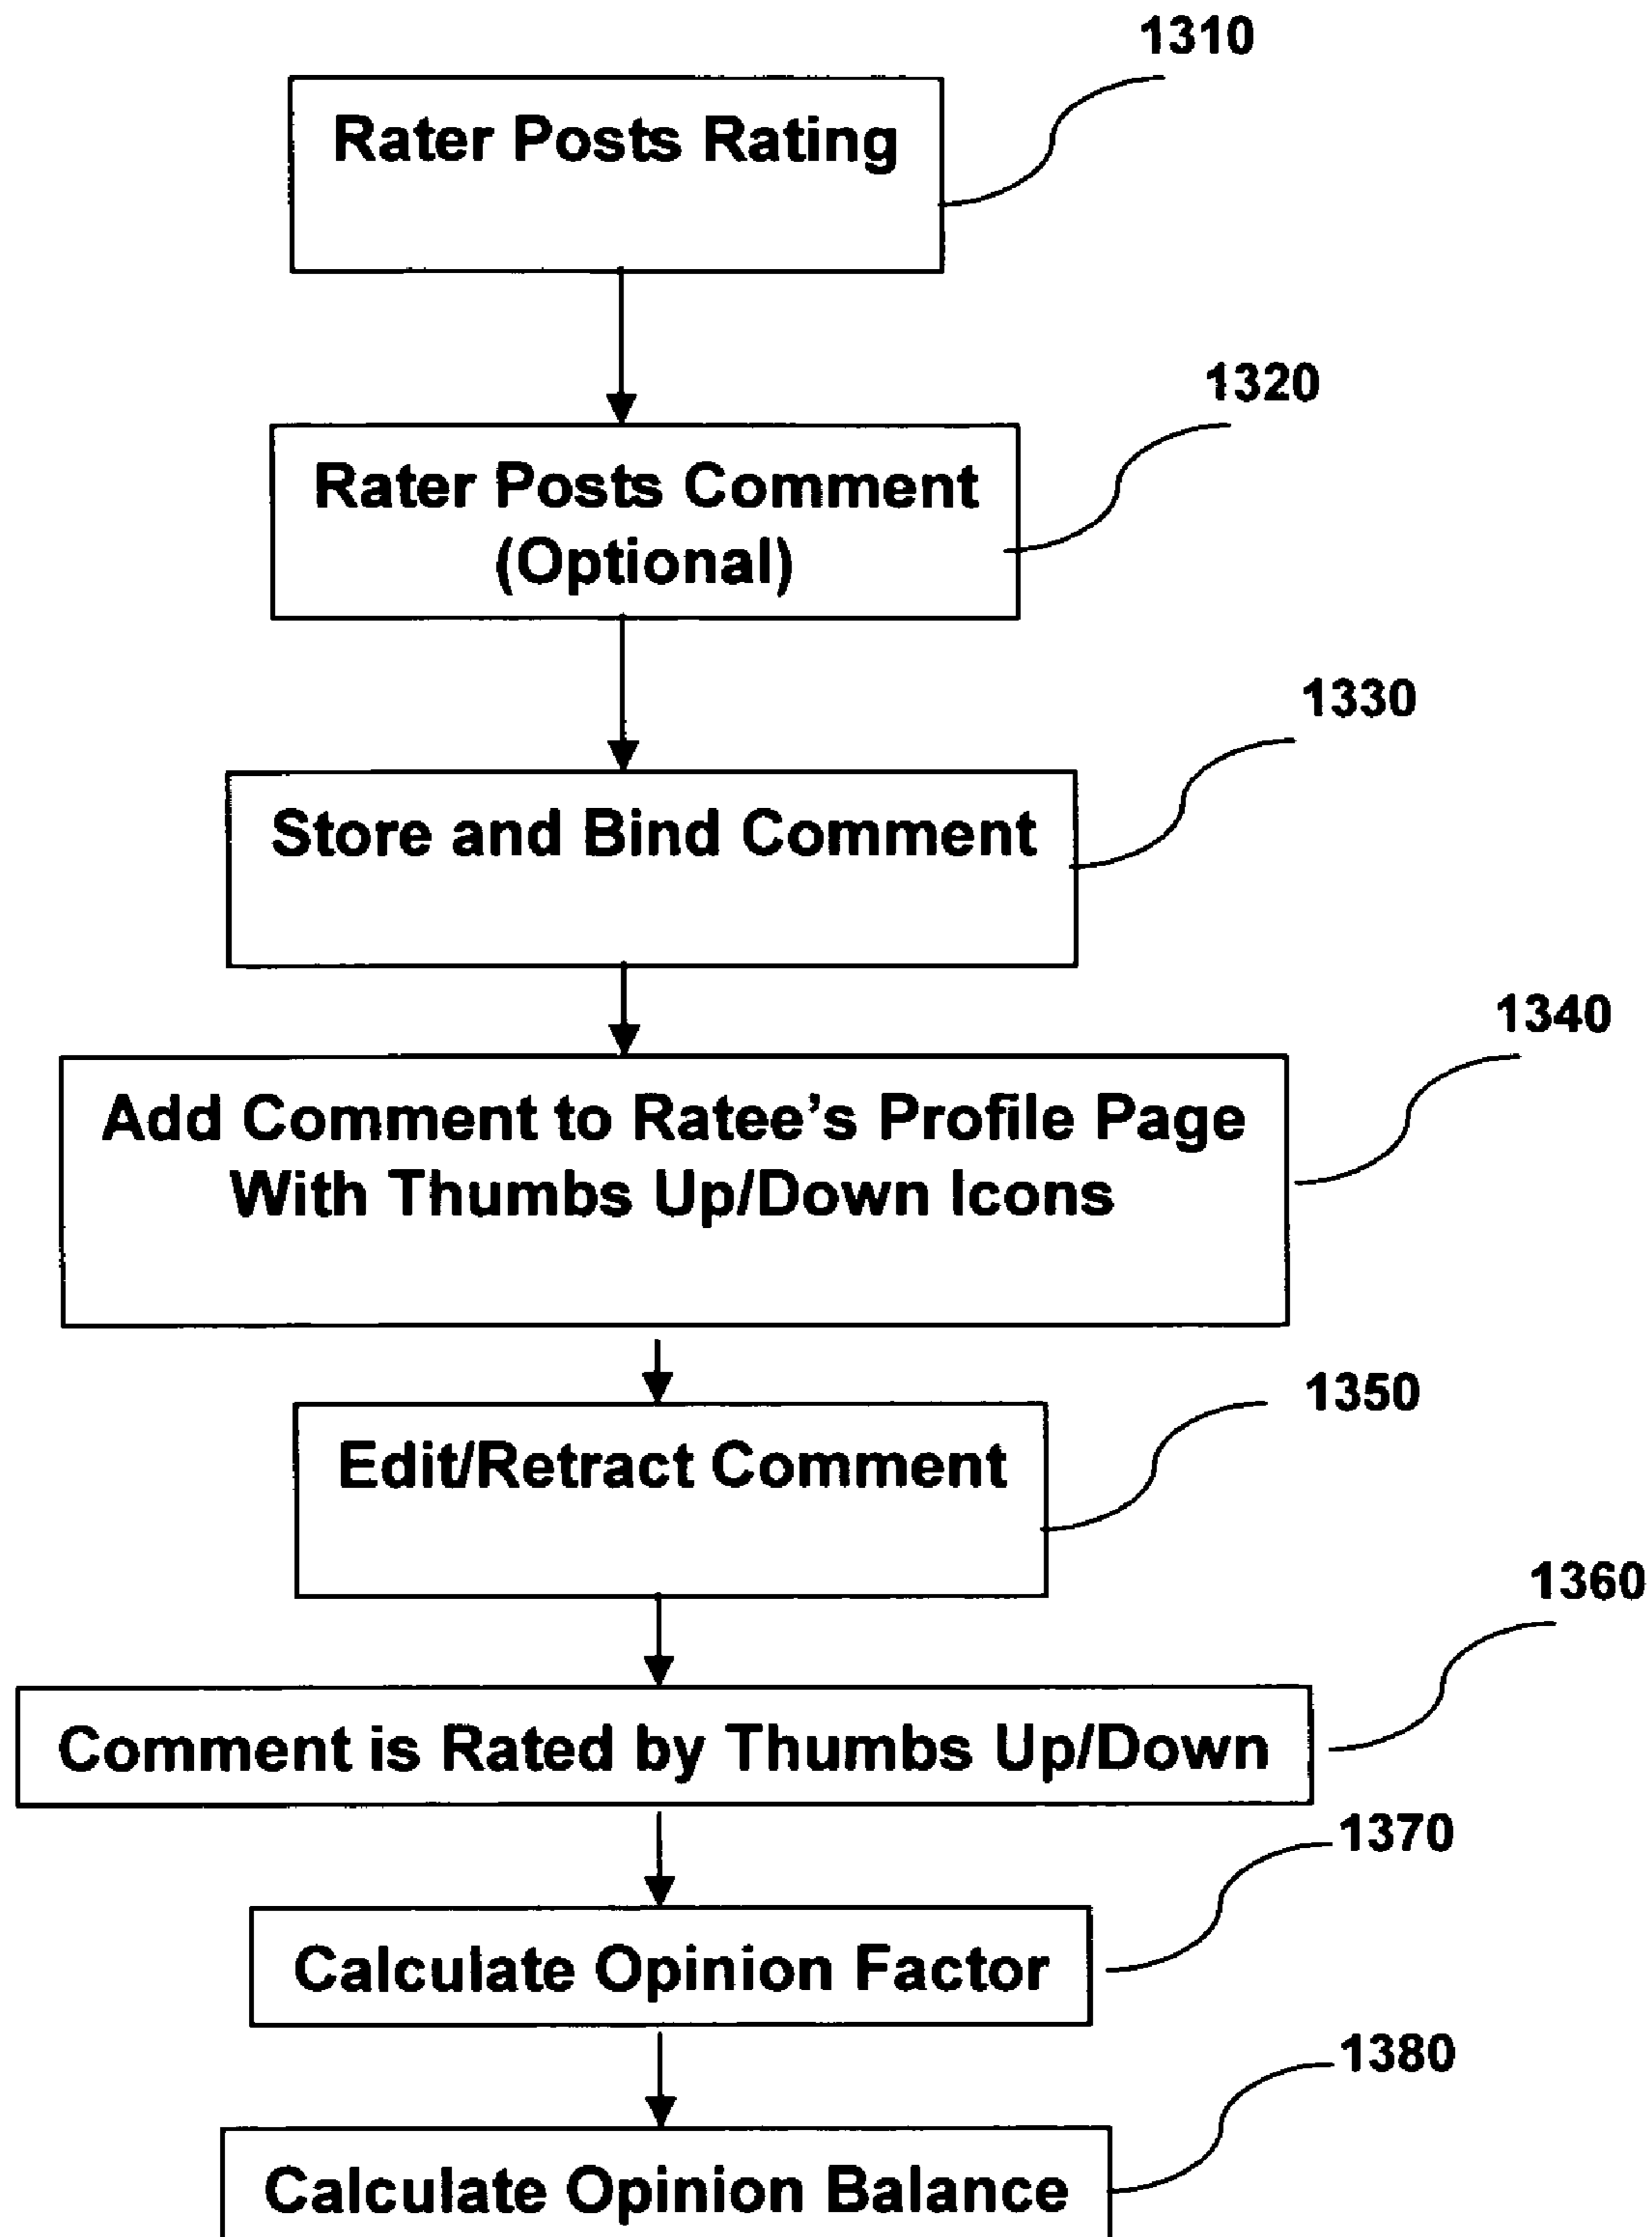 1310
Rater Posts Rating
1320
Rater Posts Comment
(Optional)
1330
Store and Bind Comment
1340
Add Comment to Ratee’s Profile Page
With Thumbs Up/Down Icons
1350
Edit/Retract Comment
1360
Comment is Rated by Thumbs Up/Down
1370
Calculate Opinion Factor
1380
Calculate Opinion Balance